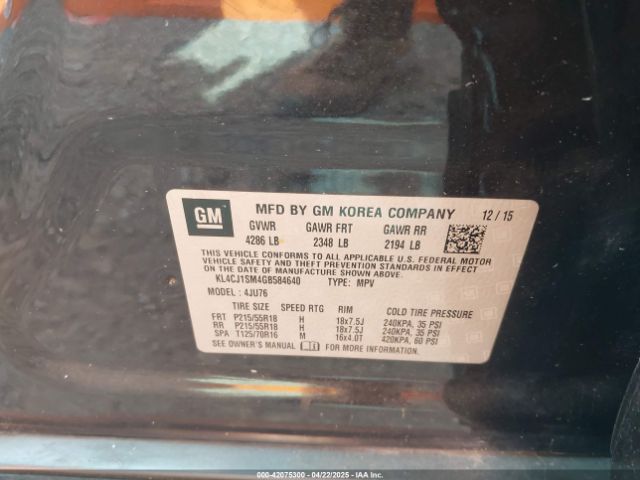 GM
MFD BY GM KOREA COMPANY 12 / 15
GVWR GAWR FRT GAWR RR
4286 LB 2348 LB 2194 LB
THIS VEHICLE CONFORMS TO ALL APPLICABLE U.S. FEDERAL MOTOR
VEHICLE SAFETY AND THEFT PREVENTION STANDARDS IN EFFECT ON
THE DATE OF MANUFACTURE SHOWN ABOVE.
KL4CJ1SM4GB584640 TYPE: MPV
MODEL: 4JU76
TIRE SIZE SPEED RTG RIM COLD TIRE PRESSURE
FRT P215/55R18 H 18x7.5J 240KPA, 35 PSI
RR P215/55R18 H 18x7.5J 240KPA, 35 PSI
SPA T125/70R16 M 16x4.0T 420KPA, 60 PSI
SEE OWNER'S MANUAL FOR MORE INFORMATION.
000-42075300 - 04/22/2025 - IAA, Inc.